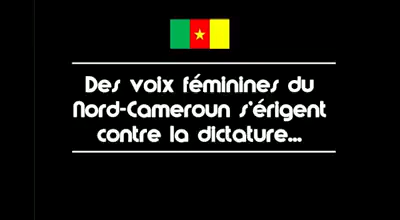 Des voix féminines du
Nord-Cameroun s'érigent
contre la dictature...